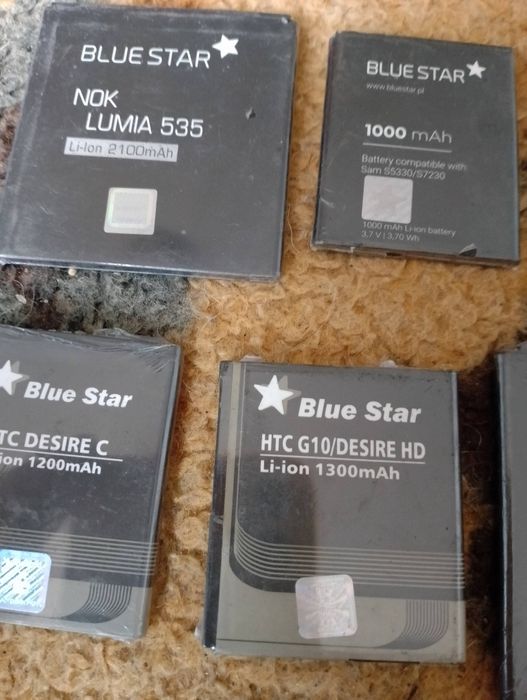 BLUE STAR
NOK
LUMIA 535
Li-Ion 2100mAh
BLUE STAR
www.bluestar.pl
1000 mAh
Battery compatible with
Sam S5330/S7230
1000 mAh Li-ion battery
3,7 V | 3,70 Wh
Blue Star
TC DESIRE C
ion 1200mAh
Blue Star
HTC G10/DESIRE HD
Li-ion 1300mAh